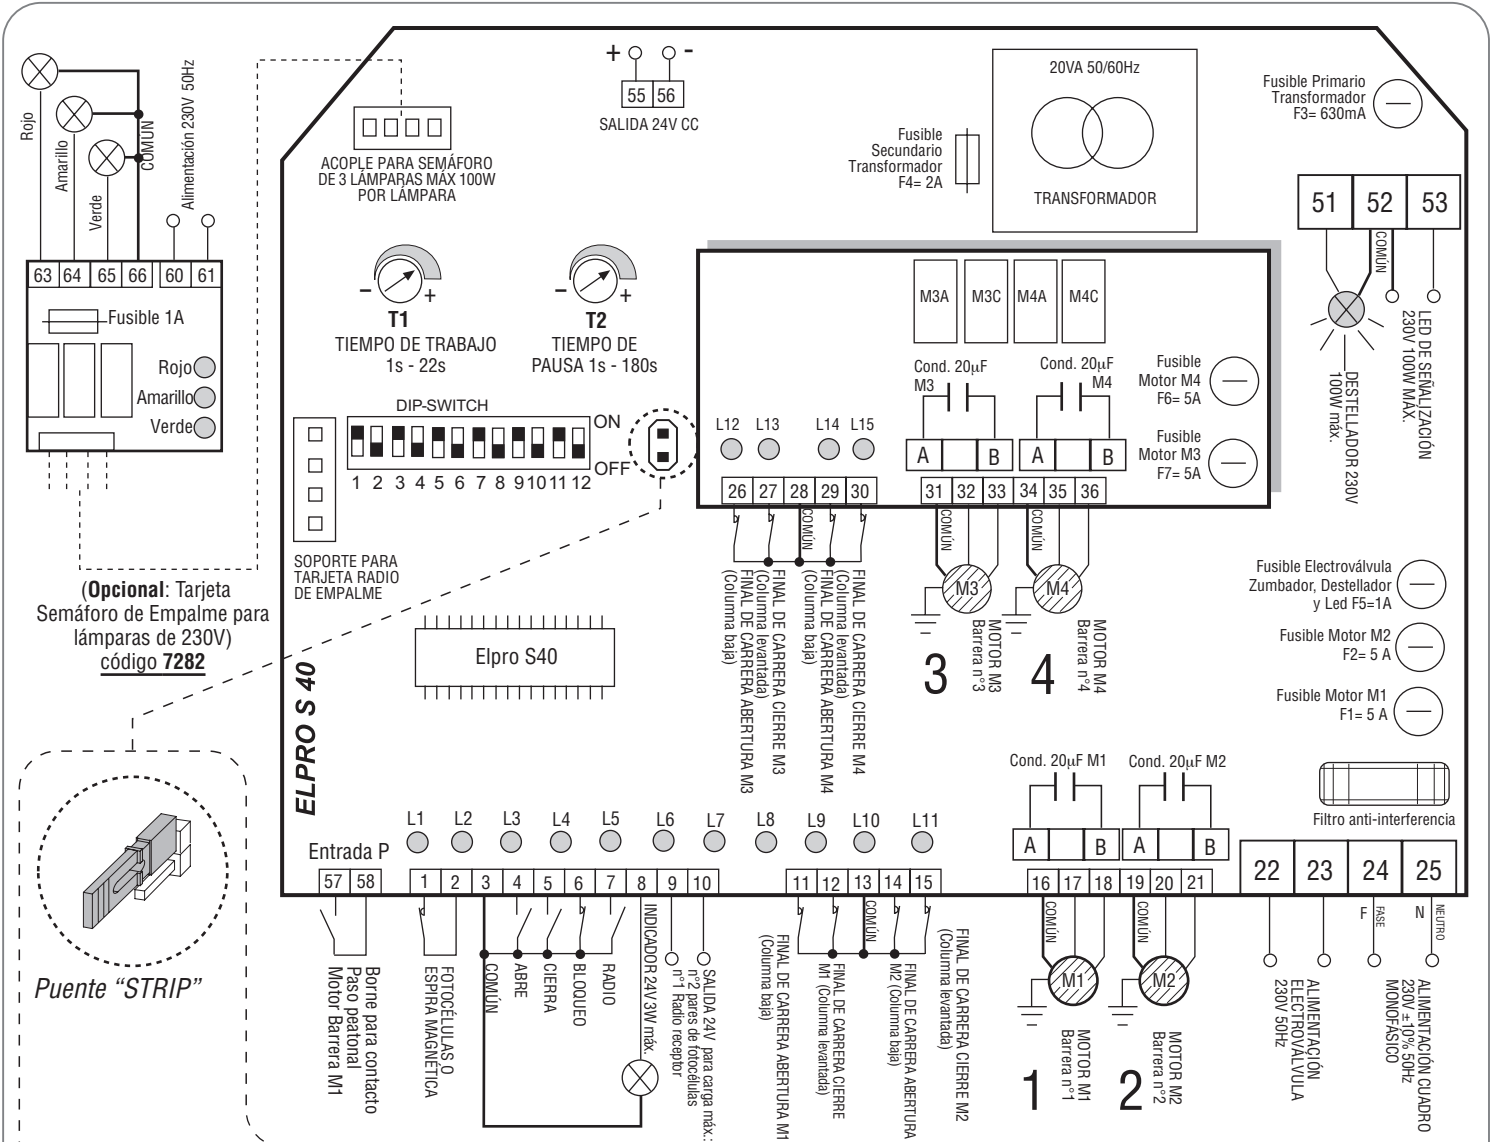 + -
55 56
SALIDA 24V CC
20VA 50/60Hz
TRANSFORMADOR
Fusible
Secundario
Transformador
F4= 2A
Fusible Primario
Transformador
F3= 630mA
Rojo
Amarillo
Verde
COMÚN
Alimentación 230V 50Hz
63 64 65 66 60 61
Fusible 1A
Rojo
Amarillo
Verde
(Opcional: Tarjeta
Semáforo de Empalme para
lámparas de 230V)
código 7282
ACOPLE PARA SEMÁFORO
DE 3 LÁMPARAS MÁX 100W
POR LÁMPARA
- +
T1
TIEMPO DE TRABAJO
1s - 22s
- +
T2
TIEMPO DE
PAUSA 1s - 180s
DIP-SWITCH
ON
OFF
1 2 3 4 5 6 7 8 9 10 11 12
SOPORTE PARA
TARJETA RADIO
DE EMPALME
Elpro S40
ELPRO S 40
M3A M3C M4A M4C
Cond. 20µF
M3
Cond. 20µF
M4
Fusible
Motor M4
F6= 5A
Fusible
Motor M3
F7= 5A
L12 L13 L14 L15
A B A B
26 27 28 29 30
31 32 33 34 35 36
COMÚN
COMÚN
COMÚN
FINAL DE CARRERA ABERTURA M3
(Columna baja)
FINAL DE CARRERA CIERRE M3
(Columna levantada)
FINAL DE CARRERA ABERTURA M4
(Columna baja)
FINAL DE CARRERA CIERRE M4
(Columna levantada)
M3
M4
3
MOTOR M3
Barrera n°3
4
MOTOR M4
Barrera n°4
51 52 53
COMÚN
DESTELLADOR 230V
100W máx.
LED DE SEÑALIZACIÓN
230V 100W MAX.
Fusible Electroválvula
Zumbador, Destellador
y Led F5=1A
Fusible Motor M2
F2= 5 A
Fusible Motor M1
F1= 5 A
Filtro anti-interferencia
Puente “STRIP”
Entrada P
57 58
Borne para contacto
Paso peatonal
Motor Barrera M1
L1 L2 L3 L4 L5 L6 L7 L8 L9 L10 L11
1 2 3 4 5 6 7 8 9 10
FOTOCÉLULAS O
ESPIRA MAGNÉTICA
COMÚN
ABRE
CIERRA
BLOQUEO
RADIO
INDICADOR 24V 3W máx.
SALIDA 24V para carga máx.:
n°2 pares de fotocélulas
n°1 Radio receptor
11 12 13 14 15
COMÚN
FINAL DE CARRERA ABERTURA M1
(Columna baja)
FINAL DE CARRERA CIERRE
M1 (Columna levantada)
FINAL DE CARRERA ABERTURA
M2 (Columna baja)
FINAL DE CARRERA CIERRE M2
(Columna levantada)
Cond. 20µF M1
Cond. 20µF M2
A B A B
16 17 18 19 20 21
COMÚN
COMÚN
M1
M2
1
MOTOR M1
Barrera n°1
2
MOTOR M2
Barrera n°2
22 23 24 25
F FASE
N NEUTRO
ALIMENTACIÓN
ELECTROVÁLVULA
230V 50Hz
ALIMENTACIÓN CUADRO
230V ±10% 50Hz
MONOFÁSICO